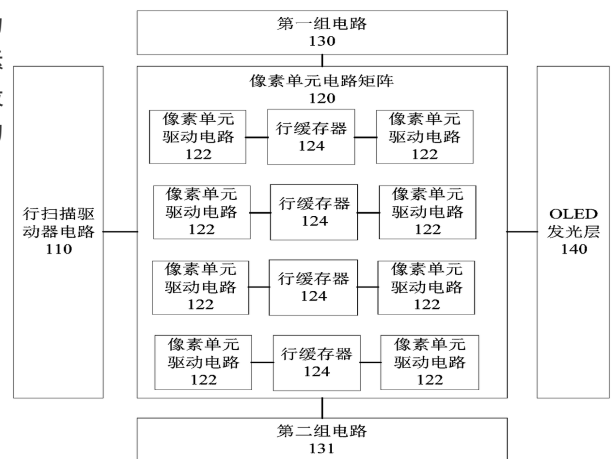 第一组电路
130
像素单元电路矩阵
120
像素单元
驱动电路
122
行缓存器
124
像素单元
驱动电路
122
像素单元
驱动电路
122
行缓存器
124
像素单元
驱动电路
122
像素单元
驱动电路
122
行缓存器
124
像素单元
驱动电路
122
像素单元
驱动电路
122
行缓存器
124
像素单元
驱动电路
122
行扫描驱
动器电路
110
OLED
发光层
140
第二组电路
131